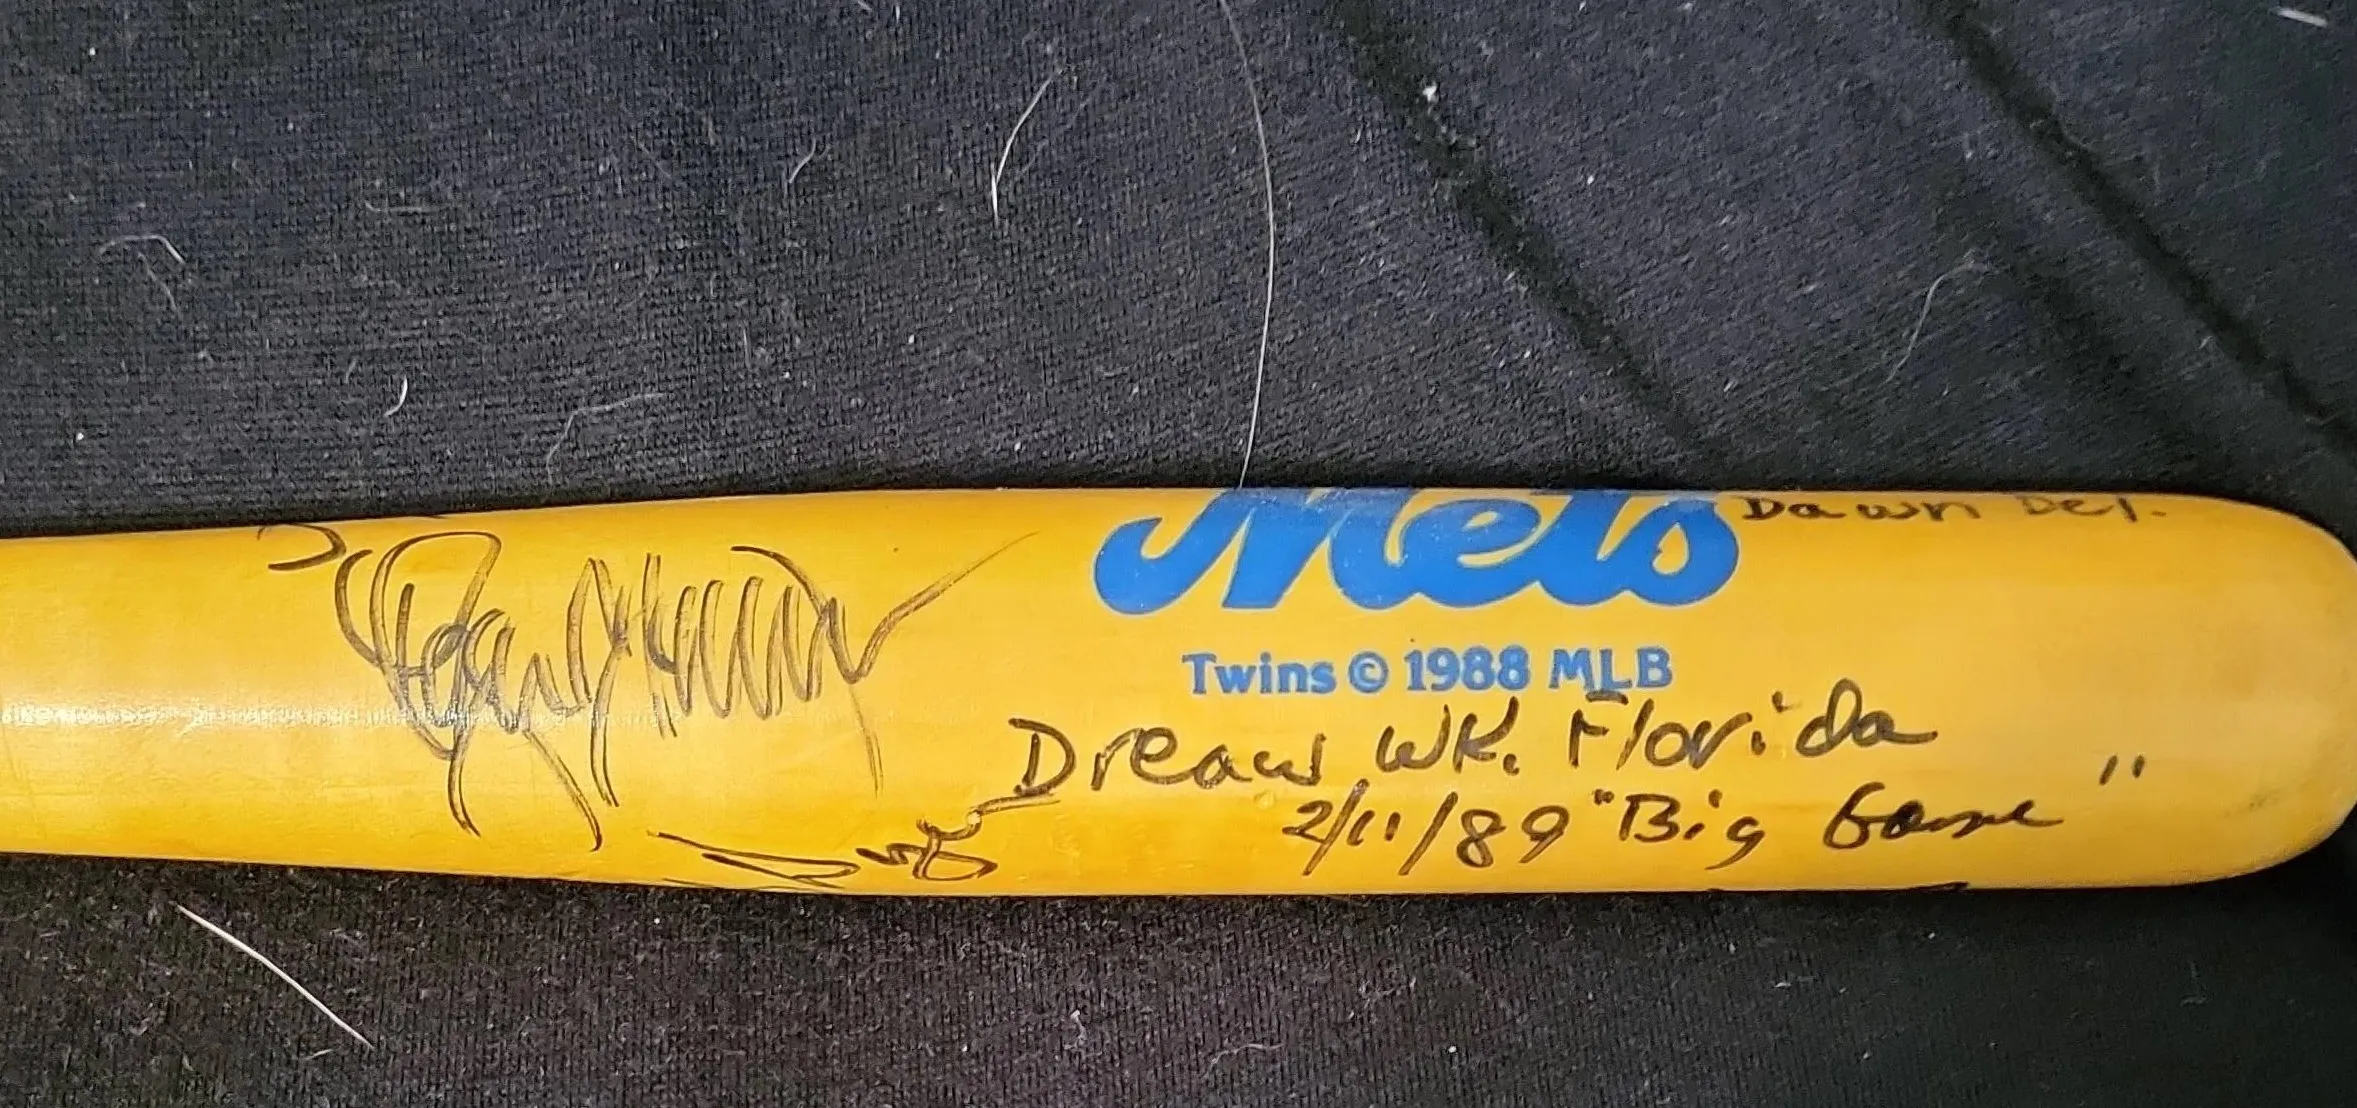 Mets
Dawn Del.
Twins © 1988 MLB
Dream WK. Florida
2/11/89 "Big Game"